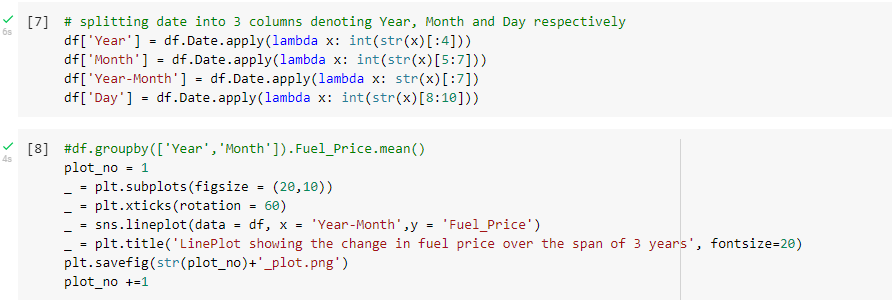 [7] # splitting date into 3 columns denoting Year, Month and Day respectively
6s
df['Year'] = df.Date.apply(lambda x: int(str(x)[:4]))
df['Month'] = df.Date.apply(lambda x: int(str(x)[5:7]))
df['Year-Month'] = df.Date.apply(lambda x: str(x)[:7])
df['Day'] = df.Date.apply(lambda x: int(str(x)[8:10]))
[8] #df.groupby(['Year','Month']).Fuel_Price.mean()
4s
plot_no = 1
_ = plt.subplots(figsize = (20,10))
_ = plt.xticks(rotation = 60)
_ = sns.lineplot(data = df, x = 'Year-Month',y = 'Fuel_Price')
_ = plt.title('LinePlot showing the change in fuel price over the span of 3 years', fontsize=20)
plt.savefig(str(plot_no)+'_plot.png')
plot_no +=1